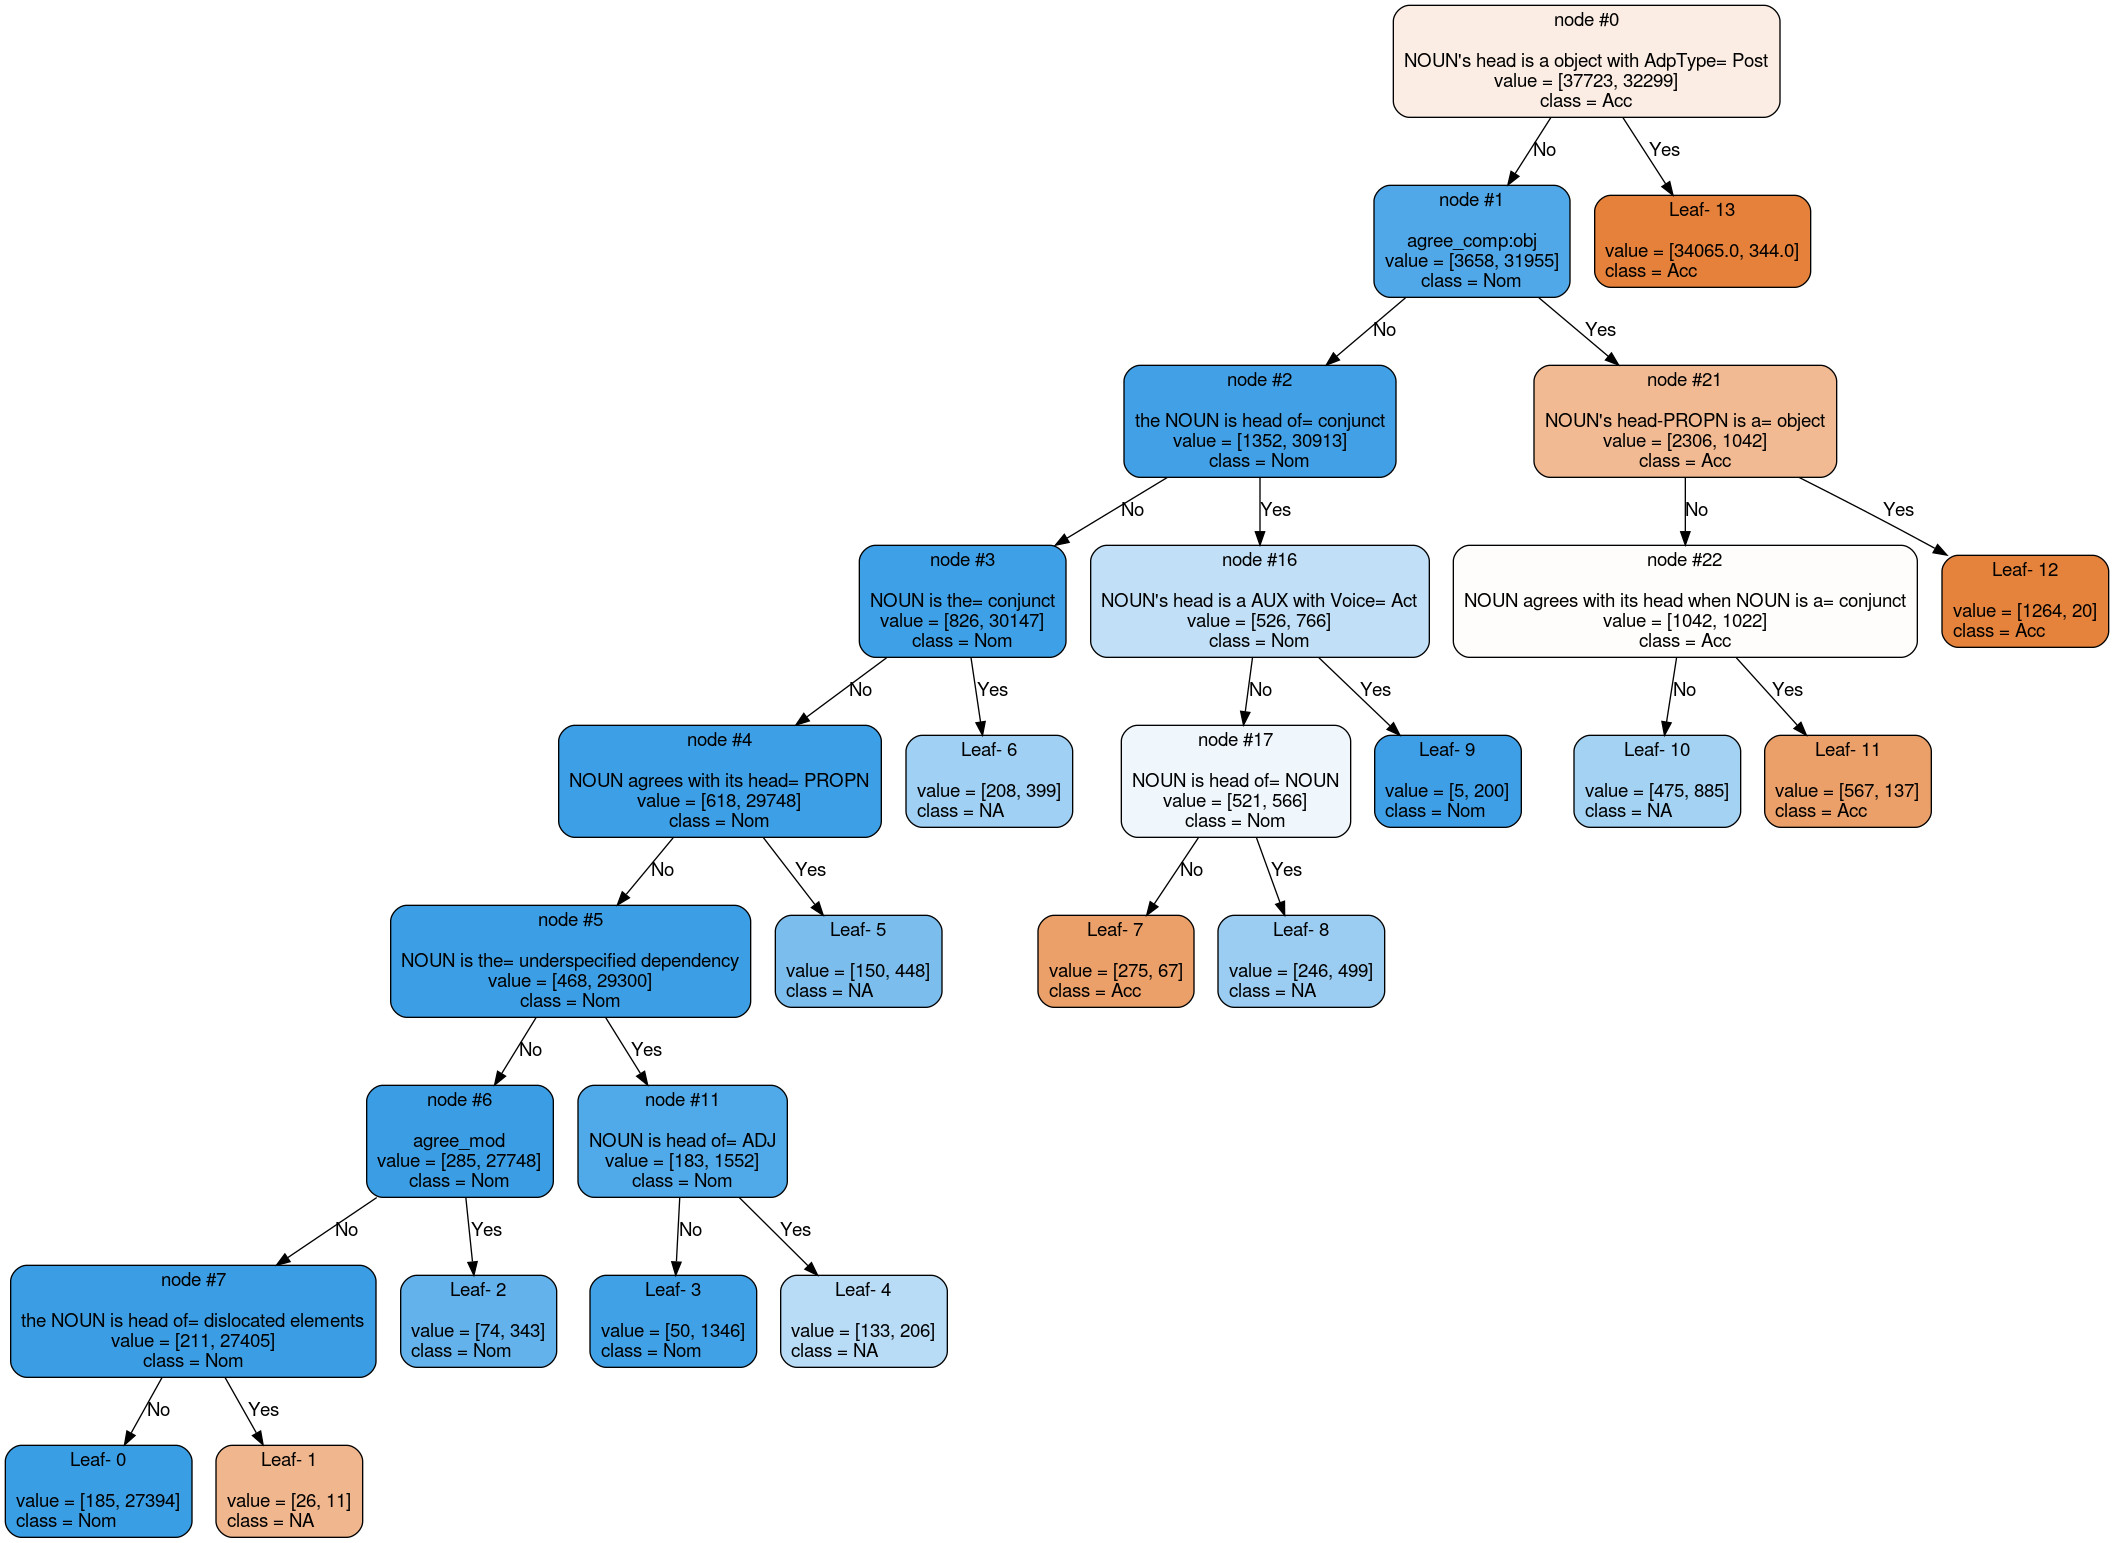 node #0
NOUN's head is a object with AdpType= Post
value = [37723, 32299]
class = Acc
No
Yes
node #1
agree_comp:obj
value = [3658, 31955]
class = Nom
Leaf- 13
value = [34065.0, 344.0]
class = Acc
No
Yes
node #2
the NOUN is head of= conjunct
value = [1352, 30913]
class = Nom
node #21
NOUN's head-PROPN is a= object
value = [2306, 1042]
class = Acc
No
Yes
No
Yes
node #3
NOUN is the= conjunct
value = [826, 30147]
class = Nom
node #16
NOUN's head is a AUX with Voice= Act
value = [526, 766]
class = Nom
node #22
NOUN agrees with its head when NOUN is a= conjunct
value = [1042, 1022]
class = Acc
Leaf- 12
value = [1264, 20]
class = Acc
No
Yes
No
Yes
No
Yes
node #4
NOUN agrees with its head= PROPN
value = [618, 29748]
class = Nom
Leaf- 6
value = [208, 399]
class = NA
node #17
NOUN is head of= NOUN
value = [521, 566]
class = Nom
Leaf- 9
value = [5, 200]
class = Nom
Leaf- 10
value = [475, 885]
class = NA
Leaf- 11
value = [567, 137]
class = Acc
No
Yes
No
Yes
node #5
NOUN is the= underspecified dependency
value = [468, 29300]
class = Nom
Leaf- 5
value = [150, 448]
class = NA
Leaf- 7
value = [275, 67]
class = Acc
Leaf- 8
value = [246, 499]
class = NA
No
Yes
node #6
agree_mod
value = [285, 27748]
class = Nom
node #11
NOUN is head of= ADJ
value = [183, 1552]
class = Nom
No
Yes
No
Yes
node #7
the NOUN is head of= dislocated elements
value = [211, 27405]
class = Nom
Leaf- 2
value = [74, 343]
class = Nom
Leaf- 3
value = [50, 1346]
class = Nom
Leaf- 4
value = [133, 206]
class = NA
No
Yes
Leaf- 0
value = [185, 27394]
class = Nom
Leaf- 1
value = [26, 11]
class = NA